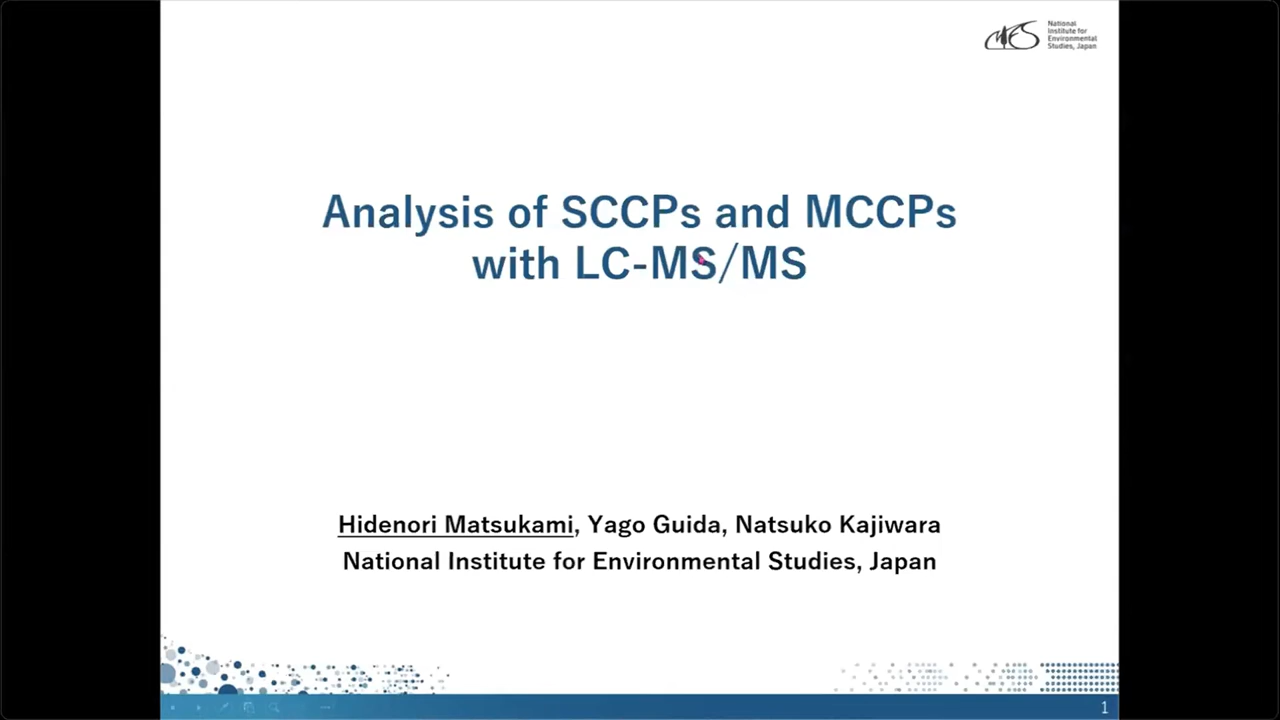 National
Institute for
Environmental
Studies, Japan
Analysis of SCCPs and MCCPs
with LC-MS/MS
Hidenori Matsukami, Yago Guida, Natsuko Kajiwara
National Institute for Environmental Studies, Japan
1